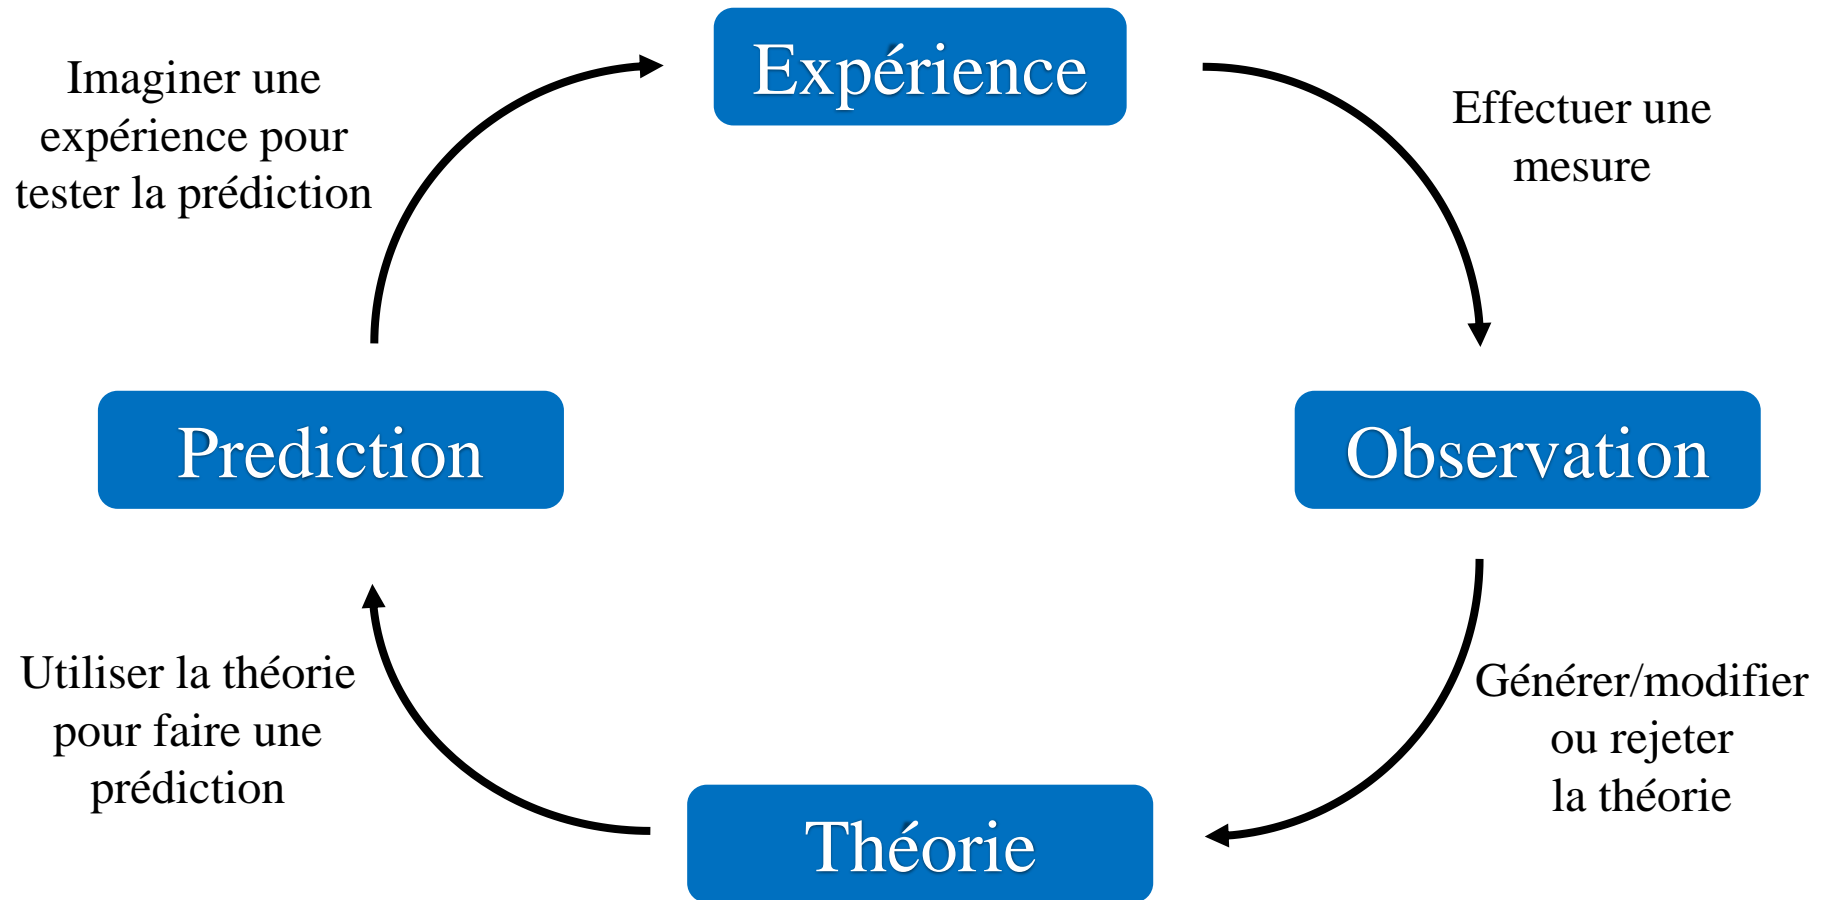 Expérience
Imaginer une
expérience pour
tester la prédiction
Effectuer une
mesure
Prediction
Observation
Utiliser la théorie
pour faire une
prédiction
Générer/modifier
ou rejeter
la théorie
Théorie